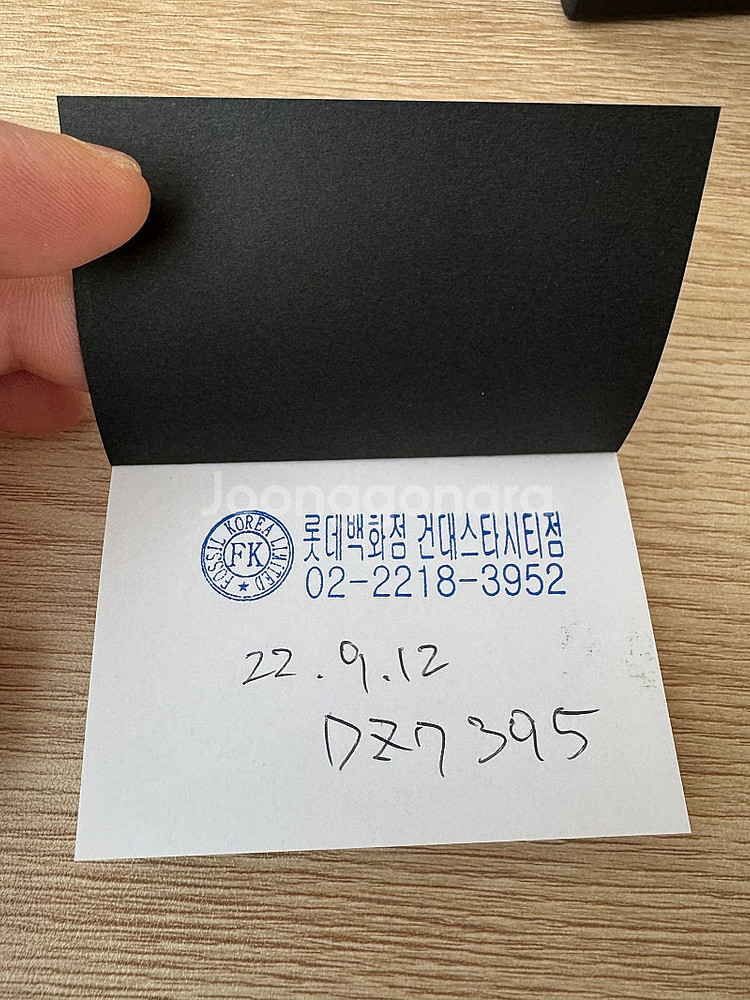 Joonggonara
FOSSIL KOREA LIMITED
FK
롯데백화점 건대스타시티점
02-2218-3952
22.9.12
DZ7395